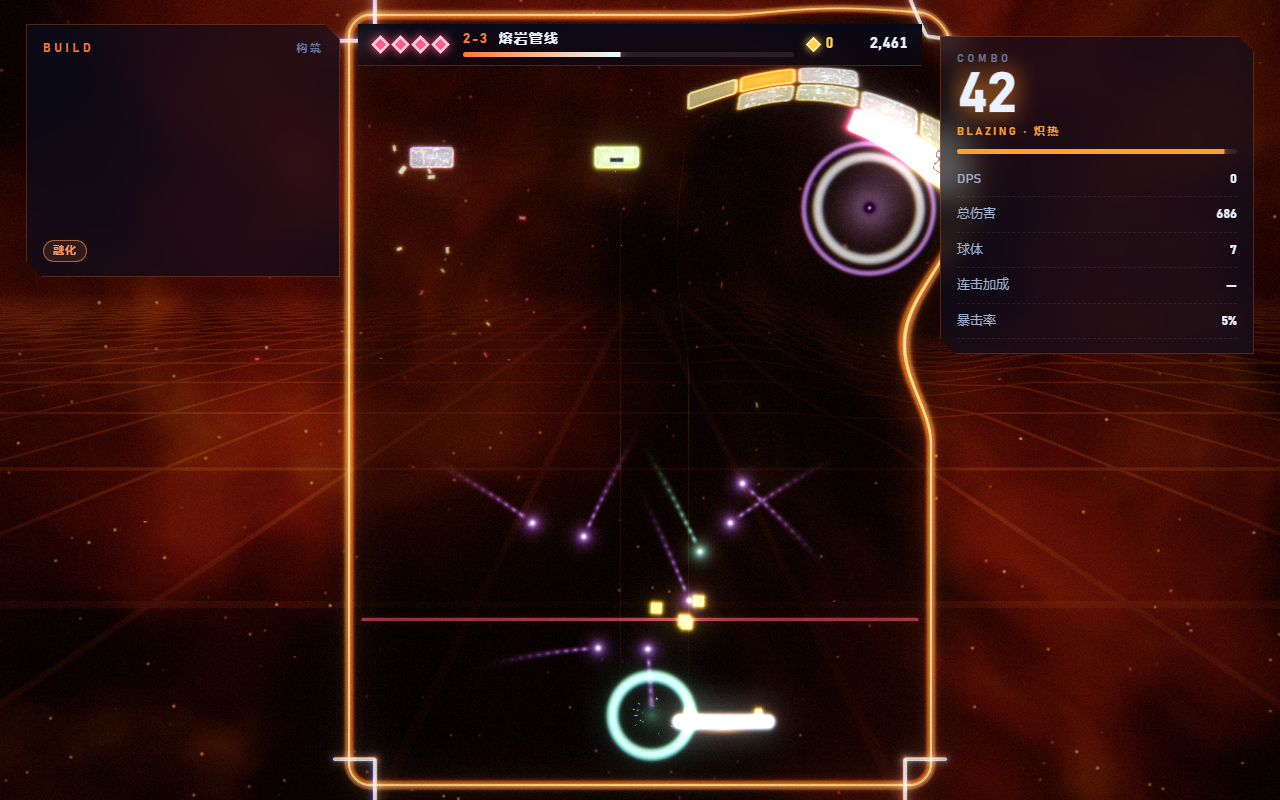 BUILD 构筑
融化
2-3 熔岩管线 0 2,461
COMBO
42
BLAZING · 炽热
DPS 0
总伤害 686
球体 7
连击加成 —
暴击率 5%